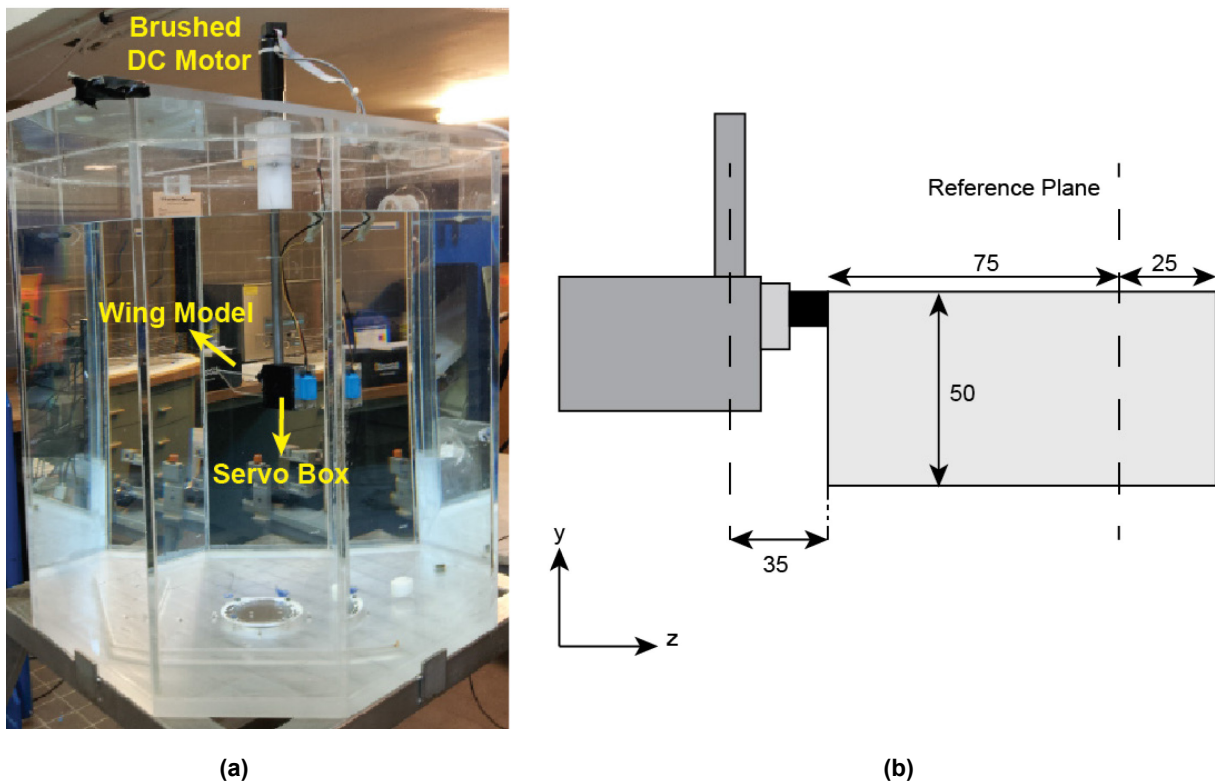 Brushed
DC Motor
Wing Model
Servo Box
(a)
Reference Plane
75
25
50
35
y
z
(b)